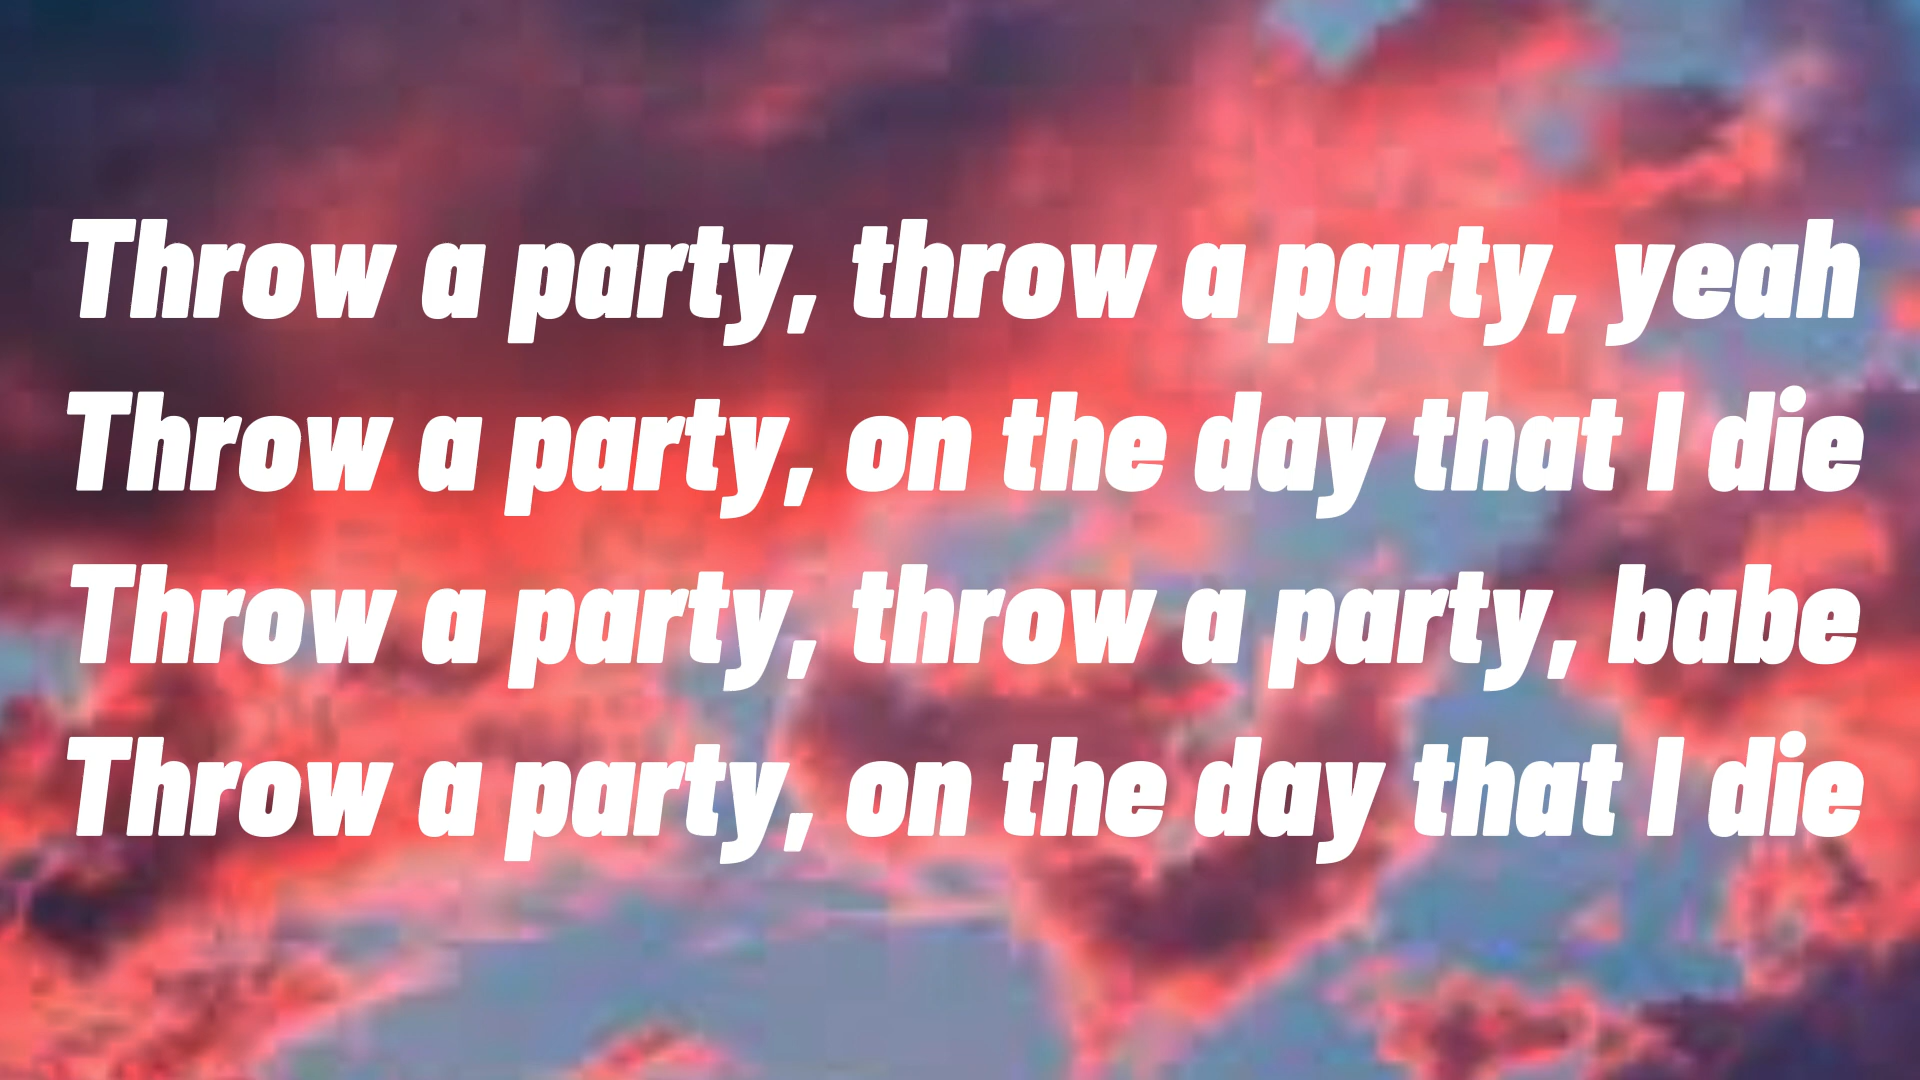 Throw a party, throw a party, yeah
Throw a party, on the day that I die
Throw a party, throw a party, babe
Throw a party, on the day that I die